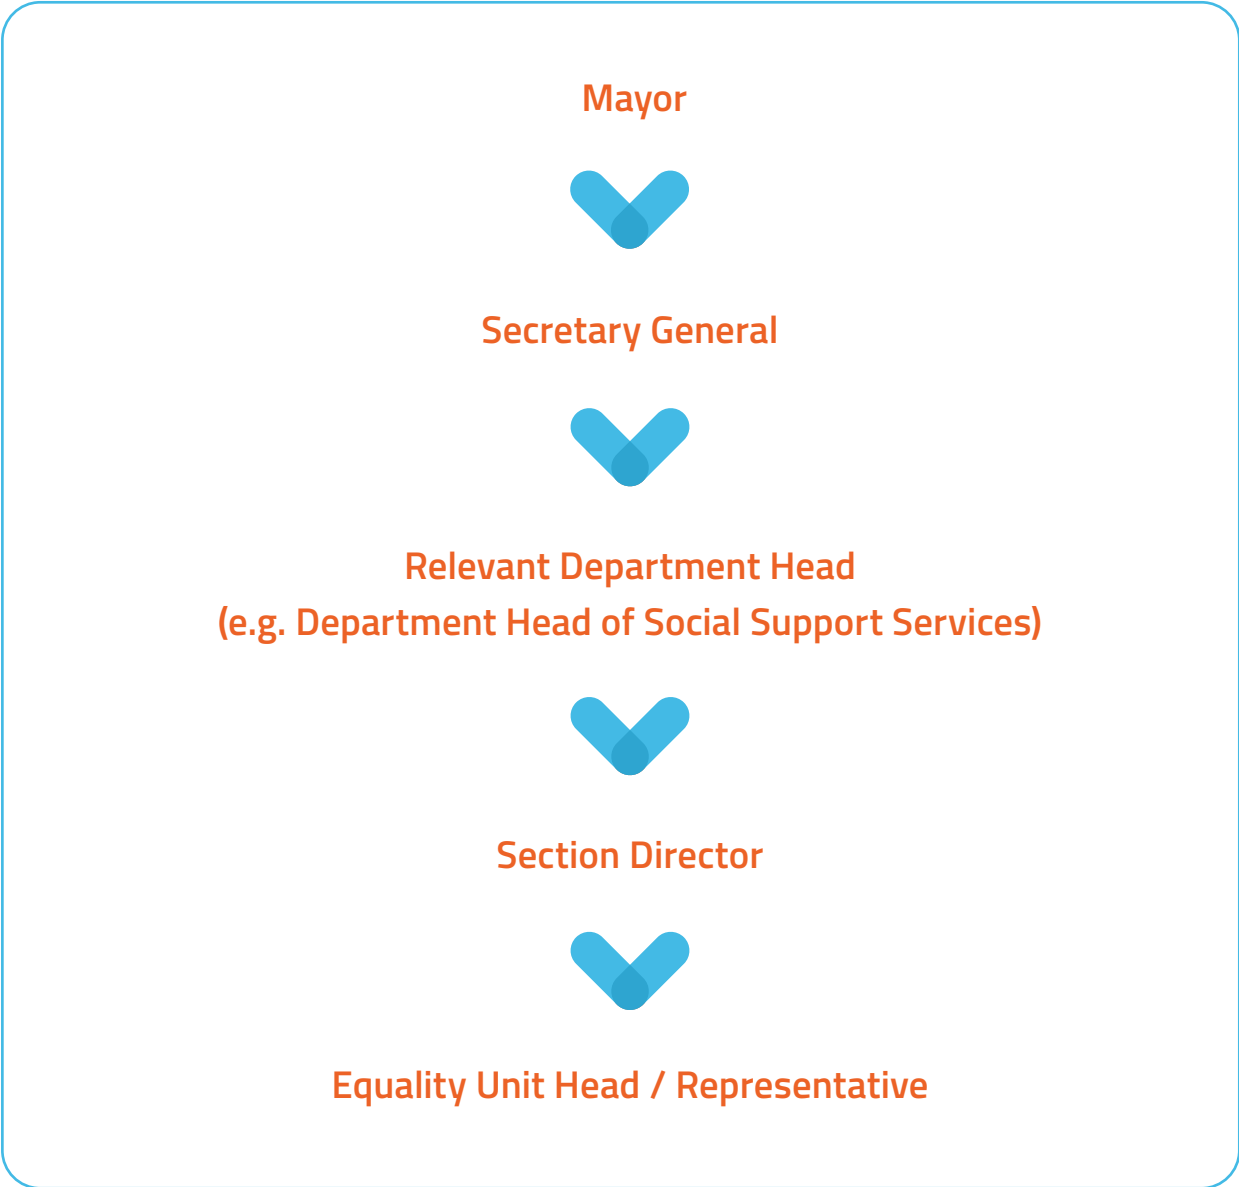 Mayor
Secretary General
Relevant Department Head
(e.g. Department Head of Social Support Services)
Section Director
Equality Unit Head / Representative